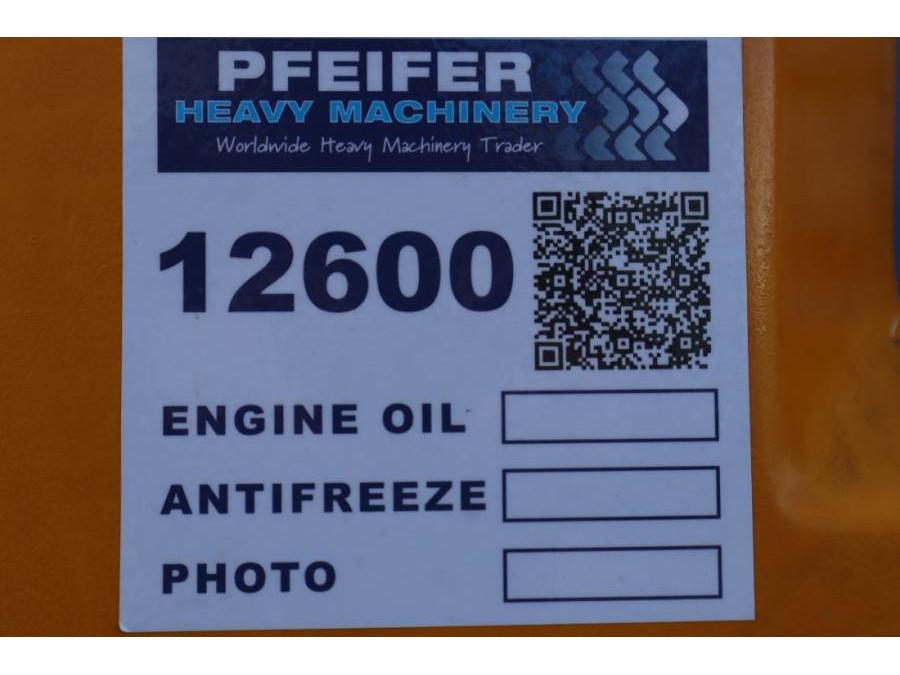 PFEIFER
HEAVY MACHINERY
Worldwide Heavy Machinery Trader
12600
ENGINE OIL
ANTIFREEZE
PHOTO